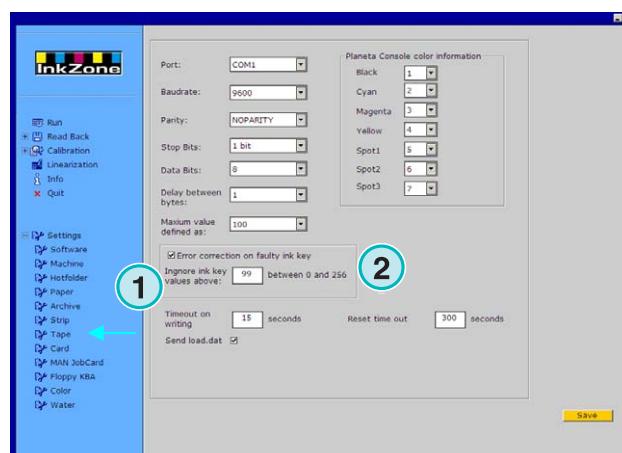 InkZone
Run
Read Back
Calibration
Linearization
Info
Quit
Settings
Software
Machine
Hotfolder
Paper
Archive
Strip
Tape
Card
MAN JobCard
Floppy KBA
Color
Water
Port: COM1
Baudrate: 9600
Parity: NOPARITY
Stop Bits: 1 bit
Data Bits: 8
Delay between
bytes: 1
Maxium value
defined as: 100
Planeta Console color information
Black 1
Cyan 2
Magenta 3
Yellow 4
Spot1 5
Spot2 6
Spot3 7
Error correction on faulty ink key
Ingnore ink key
values above: 99 between 0 and 256
1
2
Timeout on
writing 15 seconds
Reset time out 300 seconds
Send load.dat
Save